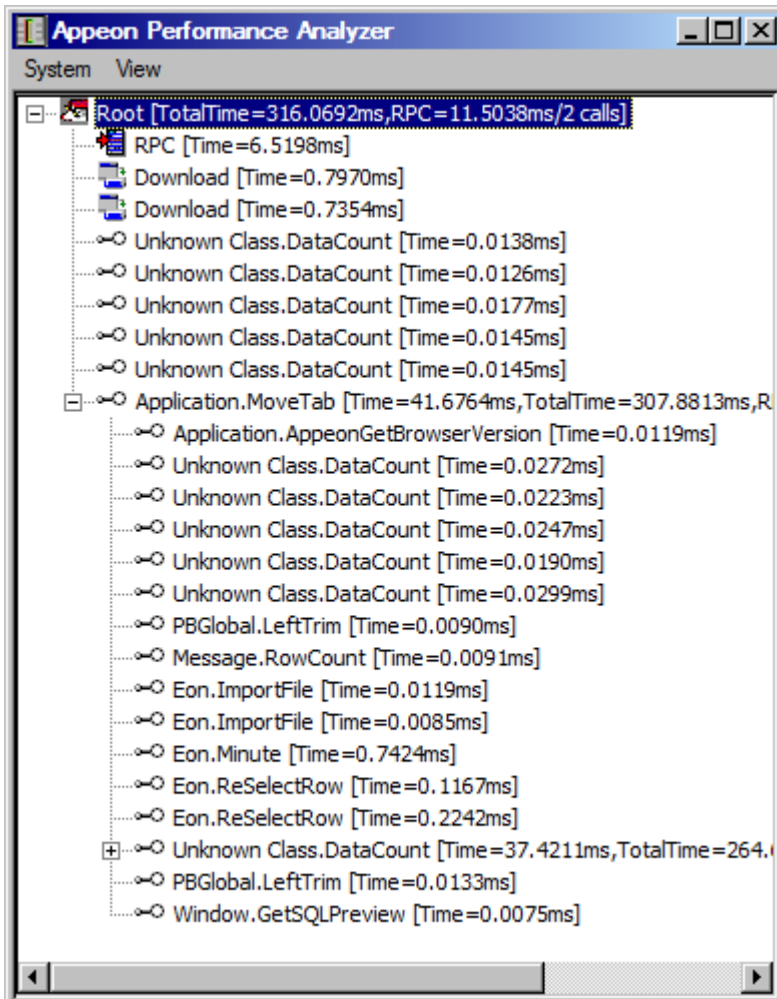 Appeon Performance Analyzer
System View
Root [TotalTime=316.0692ms,RPC=11.5038ms/2 calls]
RPC [Time=6.5198ms]
Download [Time=0.7970ms]
Download [Time=0.7354ms]
Unknown Class.DataCount [Time=0.0138ms]
Unknown Class.DataCount [Time=0.0126ms]
Unknown Class.DataCount [Time=0.0177ms]
Unknown Class.DataCount [Time=0.0145ms]
Unknown Class.DataCount [Time=0.0145ms]
Application.MoveTab [Time=41.6764ms,TotalTime=307.8813ms,R
Application.AppeonGetBrowserVersion [Time=0.0119ms]
Unknown Class.DataCount [Time=0.0272ms]
Unknown Class.DataCount [Time=0.0223ms]
Unknown Class.DataCount [Time=0.0247ms]
Unknown Class.DataCount [Time=0.0190ms]
Unknown Class.DataCount [Time=0.0299ms]
PBGlobal.LeftTrim [Time=0.0090ms]
Message.RowCount [Time=0.0091ms]
Eon.ImportFile [Time=0.0119ms]
Eon.ImportFile [Time=0.0085ms]
Eon.Minute [Time=0.7424ms]
Eon.ReSelectRow [Time=0.1167ms]
Eon.ReSelectRow [Time=0.2242ms]
Unknown Class.DataCount [Time=37.4211ms,TotalTime=264.
PBGlobal.LeftTrim [Time=0.0133ms]
Window.GetSQLPreview [Time=0.0075ms]